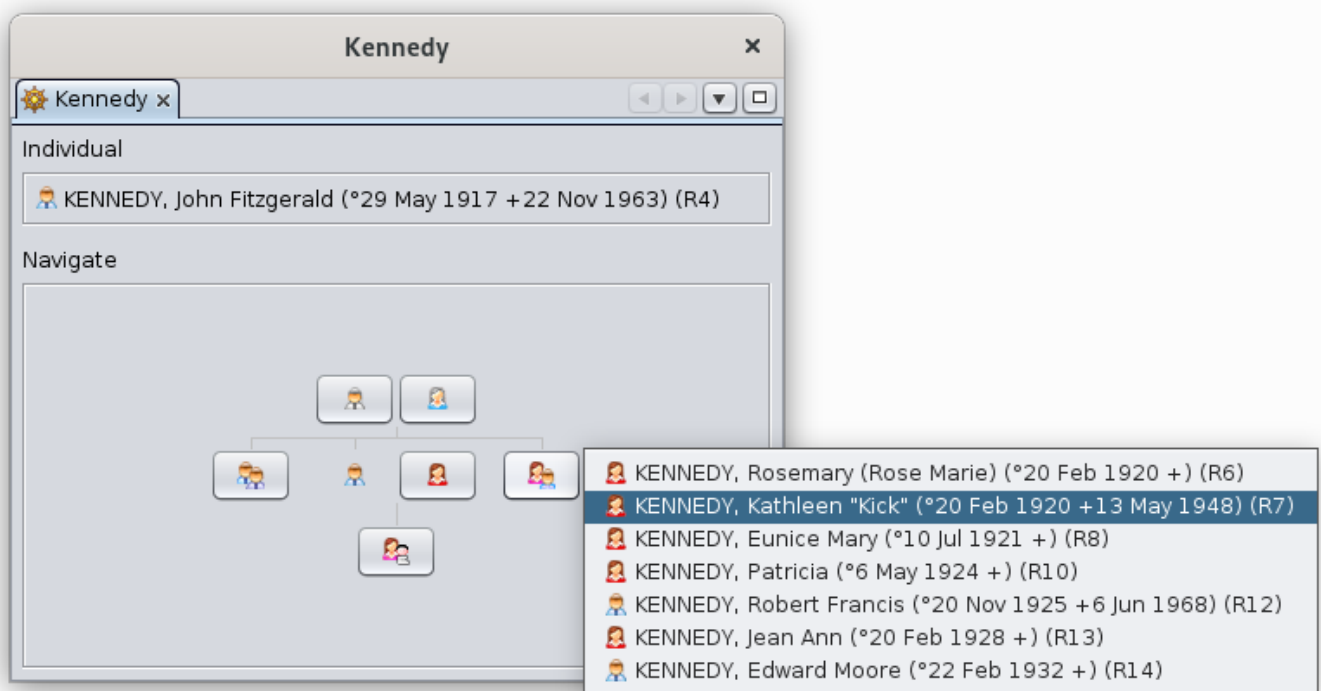 Kennedy
Kennedy
Individual
KENNEDY, John Fitzgerald (°29 May 1917 +22 Nov 1963) (R4)
Navigate
KENNEDY, Rosemary (Rose Marie) (°20 Feb 1920 +) (R6)
KENNEDY, Kathleen "Kick" (°20 Feb 1920 +13 May 1948) (R7)
KENNEDY, Eunice Mary (°10 Jul 1921 +) (R8)
KENNEDY, Patricia (°6 May 1924 +) (R10)
KENNEDY, Robert Francis (°20 Nov 1925 +6 Jun 1968) (R12)
KENNEDY, Jean Ann (°20 Feb 1928 +) (R13)
KENNEDY, Edward Moore (°22 Feb 1932 +) (R14)